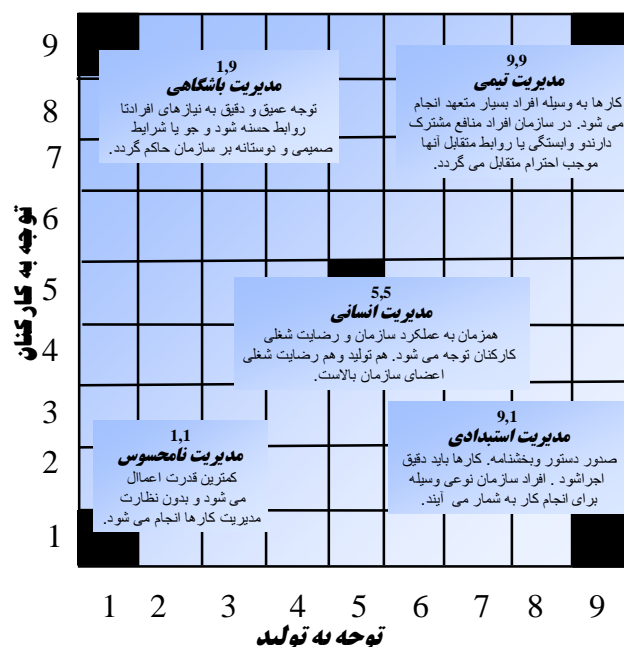 9
8
7
6
5
4
3
2
1
توجه به کارکنان
1,9
مدیریت باشگاهی
توجه عمیق و دقیق به نیازهای افرادتا
روابط حسنه شود و جو یا شرایط
صمیمی و دوستانه بر سازمان حاکم گردد.
9,9
مدیریت تیمی
کارها به وسیله افراد بسیار متعهد انجام
می شود. در سازمان افراد منافع مشترک
دارندو وابستگی یا روابط متقابل آنها
موجب احترام متقابل می گردد.
5,5
مدیریت انسانی
همزمان به عملکرد سازمان و رضایت شغلی
کارکنان توجه می شود. هم تولید وهم رضایت شغلی
اعضای سازمان بالاست.
1,1
مدیریت نامحسوس
کمترین قدرت اعماال
می شود و بدون نظارت
مدیریت کارها انجام می شود.
9,1
مدیریت استبدادی
صدور دستور وبخشنامه. کارها باید دقیق
اجراشود . افراد سازمان نوعی وسیله
برای انجام کار به شمار می آیند.
1 2 3 4 5 6 7 8 9
توجه به تولید